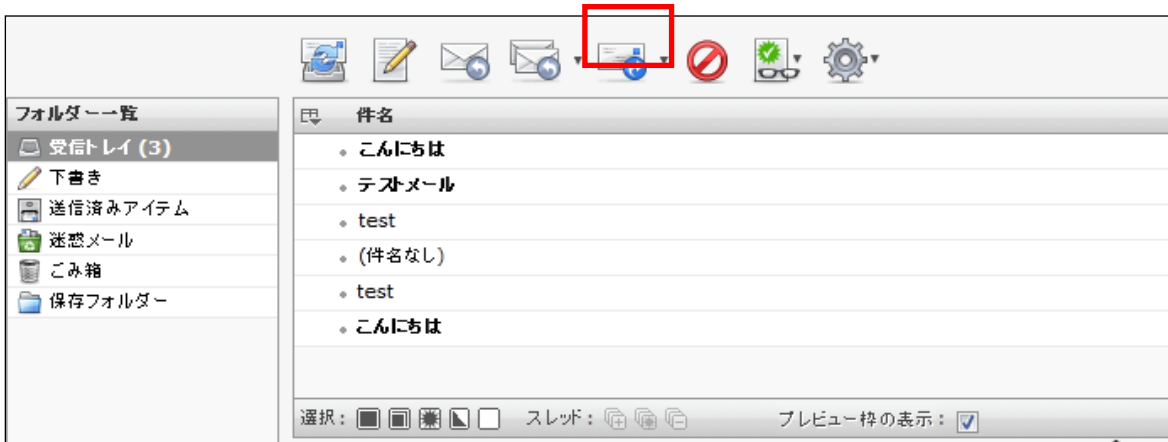 フォルダー一覧
件名
受信トレイ (3)
こんにちは
下書き
テストメール
送信済みアイテム
test
迷惑メール
(件名なし)
ごみ箱
test
保存フォルダー
こんにちは
選択: スレッド: プレビュー枠の表示: